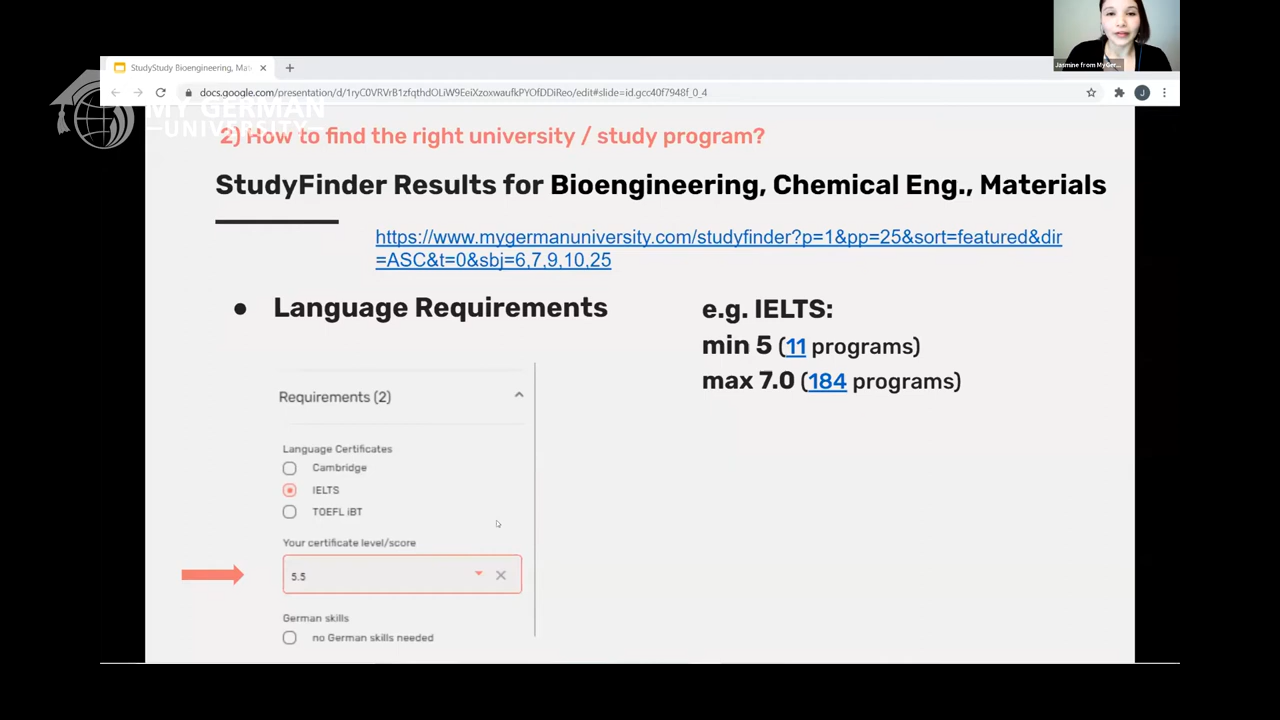 Jasmine from MyGer...
StudyStudy Bioengineering, Mat
docs.google.com/presentation/d/1ryC0VRVrB1zfqthdOLiW9EeiXzoxwaufkPYOfDDiReo/edit#slide=id.gcc40f7948f_0_4
J
MY GERMAN
UNIVERSITY
2) How to find the right university / study program?
StudyFinder Results for Bioengineering, Chemical Eng., Materials
https://www.mygermanuniversity.com/studyfinder?p=1&pp=25&sort=featured&dir
=ASC&t=0&sbj=6,7,9,10,25
● Language Requirements
e.g. IELTS:
min 5 (11 programs)
max 7.0 (184 programs)
Requirements (2)
Language Certificates
Cambridge
IELTS
TOEFL iBT
Your certificate level/score
5.5
German skills
no German skills needed